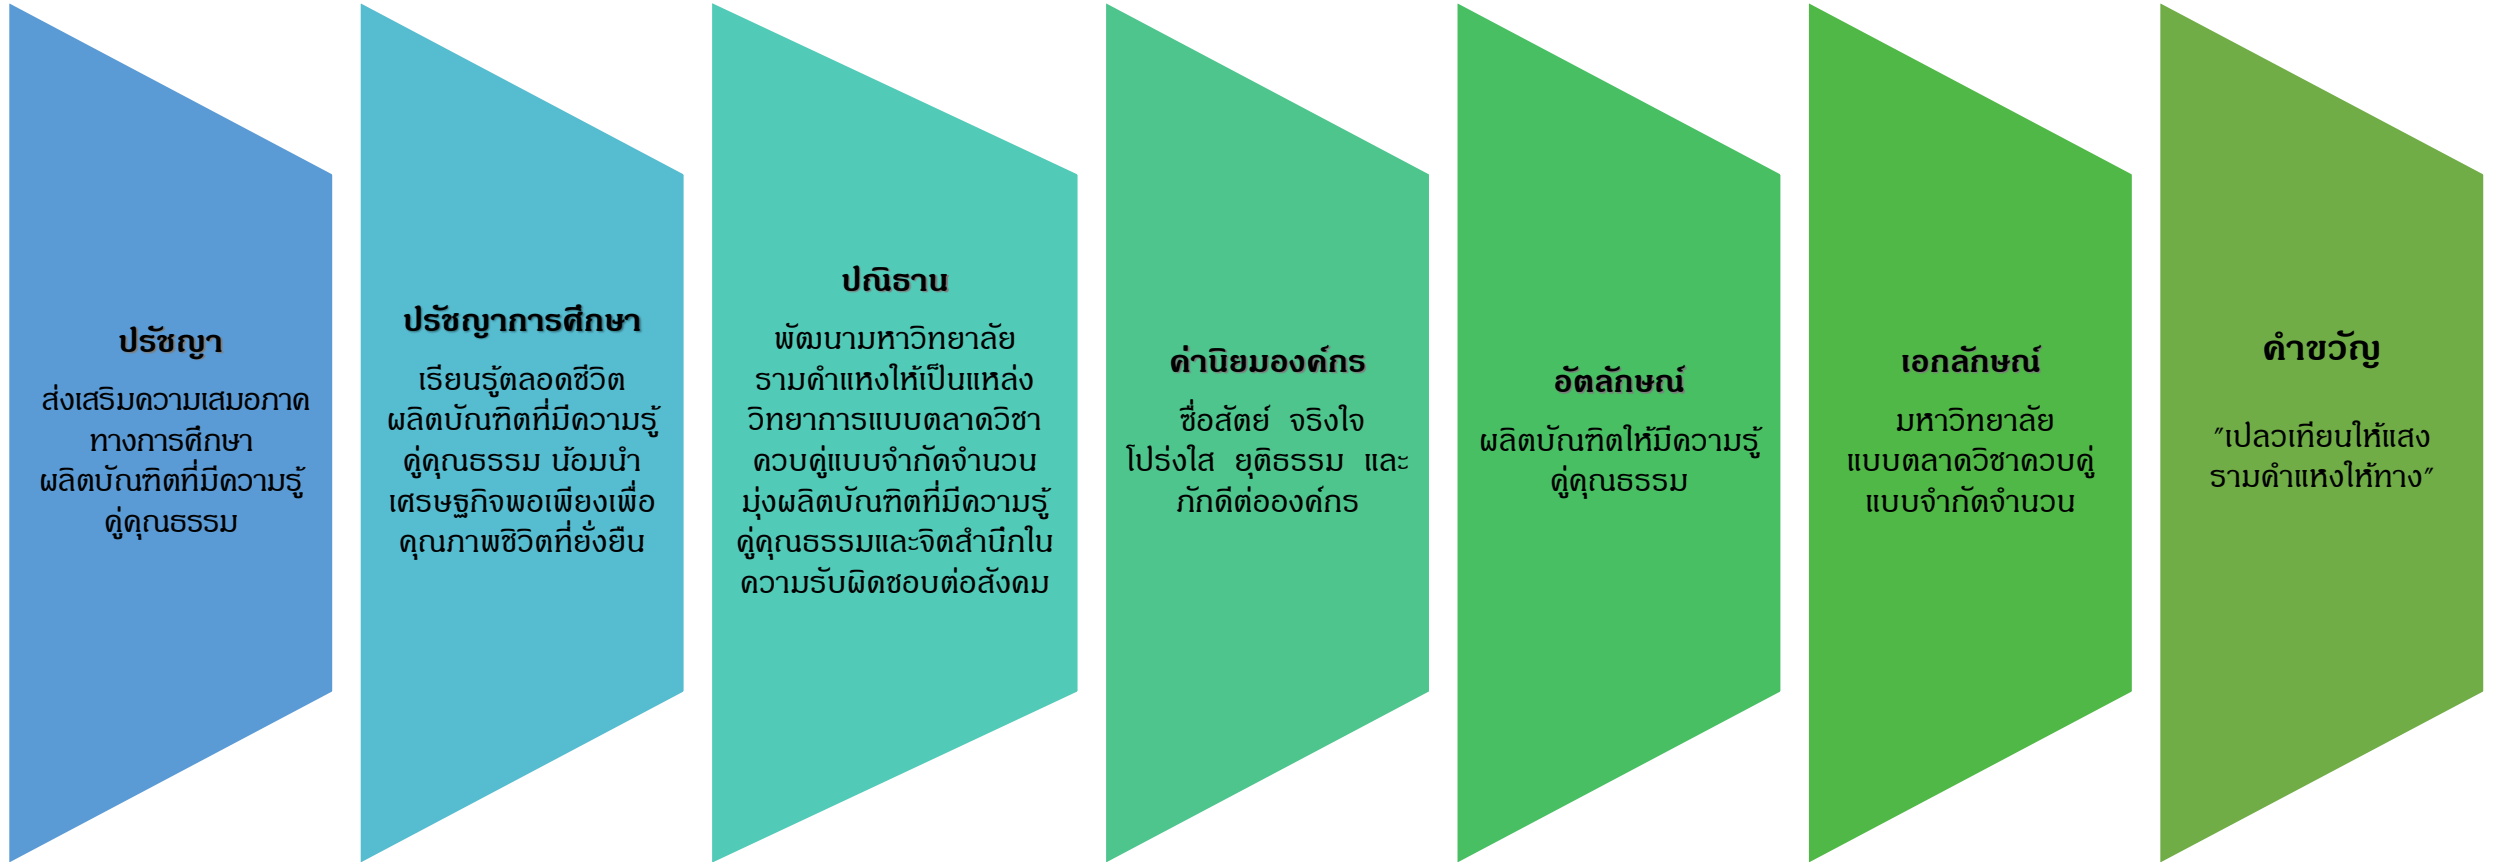 ปรัชญา
ส่งเสริมความเสมอภาค
ทางการศึกษา
ผลิตบัณฑิตที่มีความรู้
คู่คุณธรรม
ปรัชญาการศึกษา
เรียนรู้ตลอดชีวิต
ผลิตบัณฑิตที่มีความรู้
คู่คุณธรรม น้อมนำ
เศรษฐกิจพอเพียงเพื่อ
คุณภาพชิวิตที่ยั่งยืน
ปณิธาน
พัฒนามหาวิทยาลัย
รามคำแหงให้เป็นแหล่ง
วิทยาการแบบตลาดวิชา
ควบคู่แบบจำกัดจำนวน
มุ่งผลิตบัณฑิตที่มีความรู้
คู่คุณธรรมและจิตสำนึกใน
ความรับผิดชอบต่อสังคม
ค่านิยมองค์กร
ซื่อสัตย์ จริงใจ
โปร่งใส ยุติธรรม และ
ภักดีต่อองค์กร
อัตลักษณ์
ผลิตบัณฑิตให้มีความรู้
คู่คุณธรรม
เอกลักษณ์
มหาวิทยาลัย
แบบตลาดวิชาควบคู่
แบบจำกัดจำนวน
คำขวัญ
"เปลวเทียนให้แสง
รามคำแหงให้ทาง"